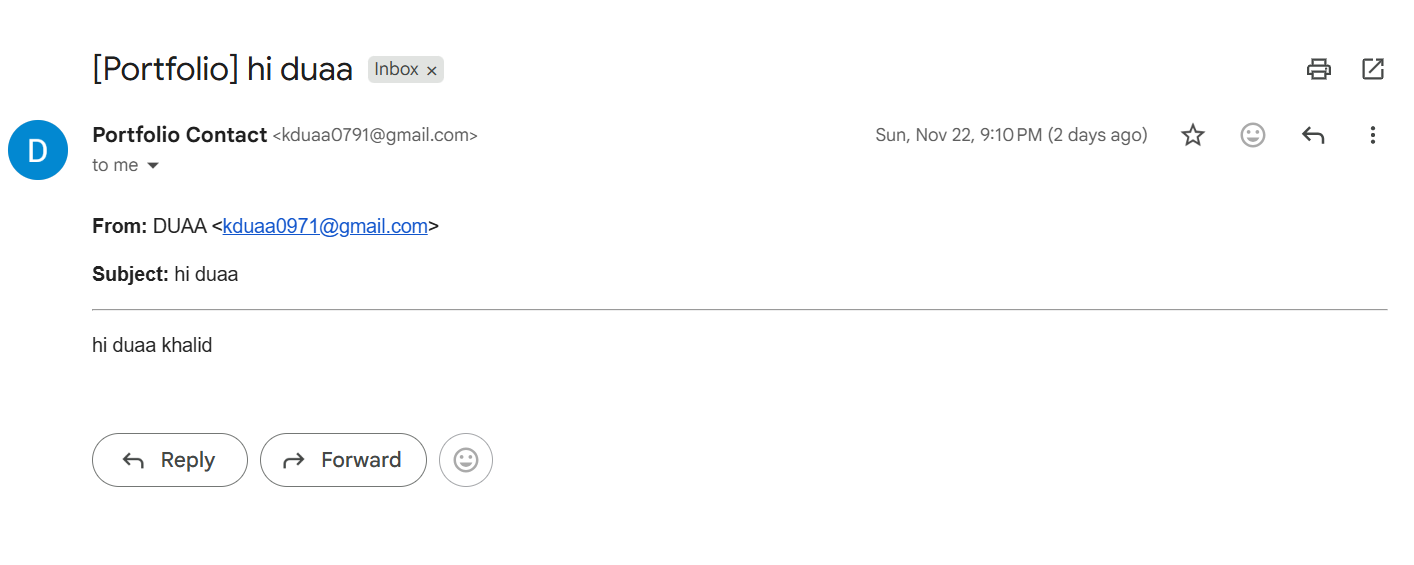 [Portfolio] hi duaa Inbox ×
D
Portfolio Contact <kduaa0791@gmail.com> Sun, Nov 22, 9:10 PM (2 days ago)
to me
From: DUAA <kduaa0971@gmail.com>
Subject: hi duaa
hi duaa khalid
Reply Forward